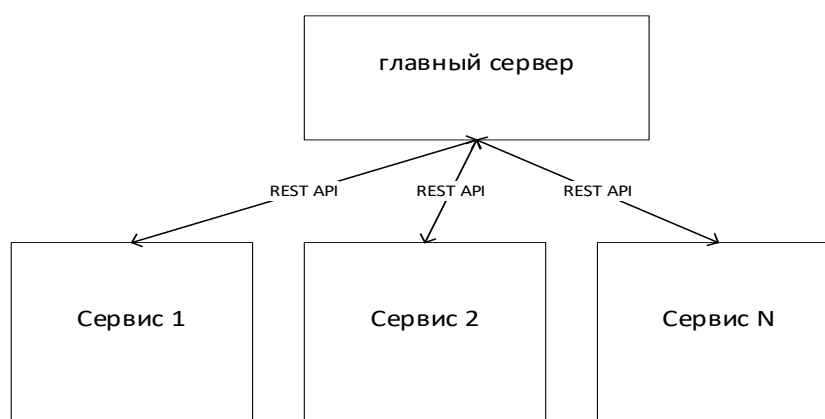 главный сервер
REST API
REST API
REST API
Сервис 1
Сервис 2
Сервис N